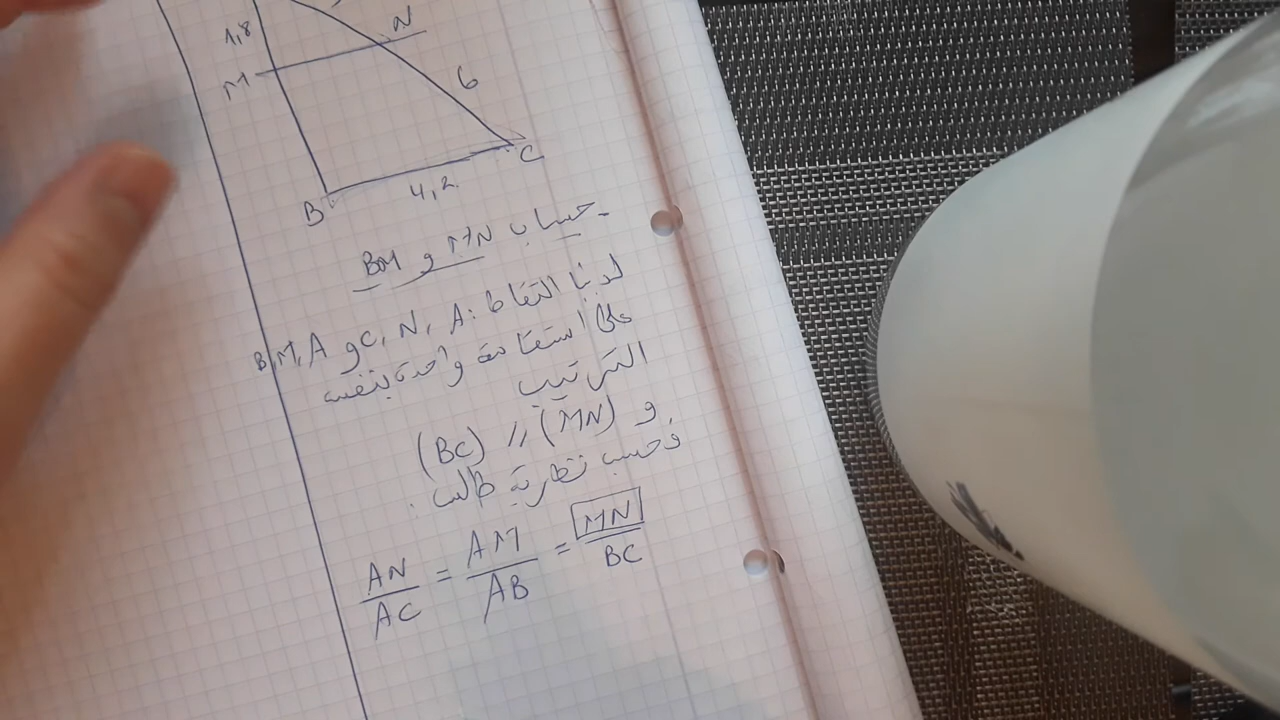 1,8
N
M
6
C
B
4,2
حساب MN و BM
لدينا النقاط: A, N, C و B, M, A
على استقامة واحدة بنفس
الترتيب
و (MN) // (BC)
فحسب نظرية طالس:
AN/AC = AM/AB = MN/BC